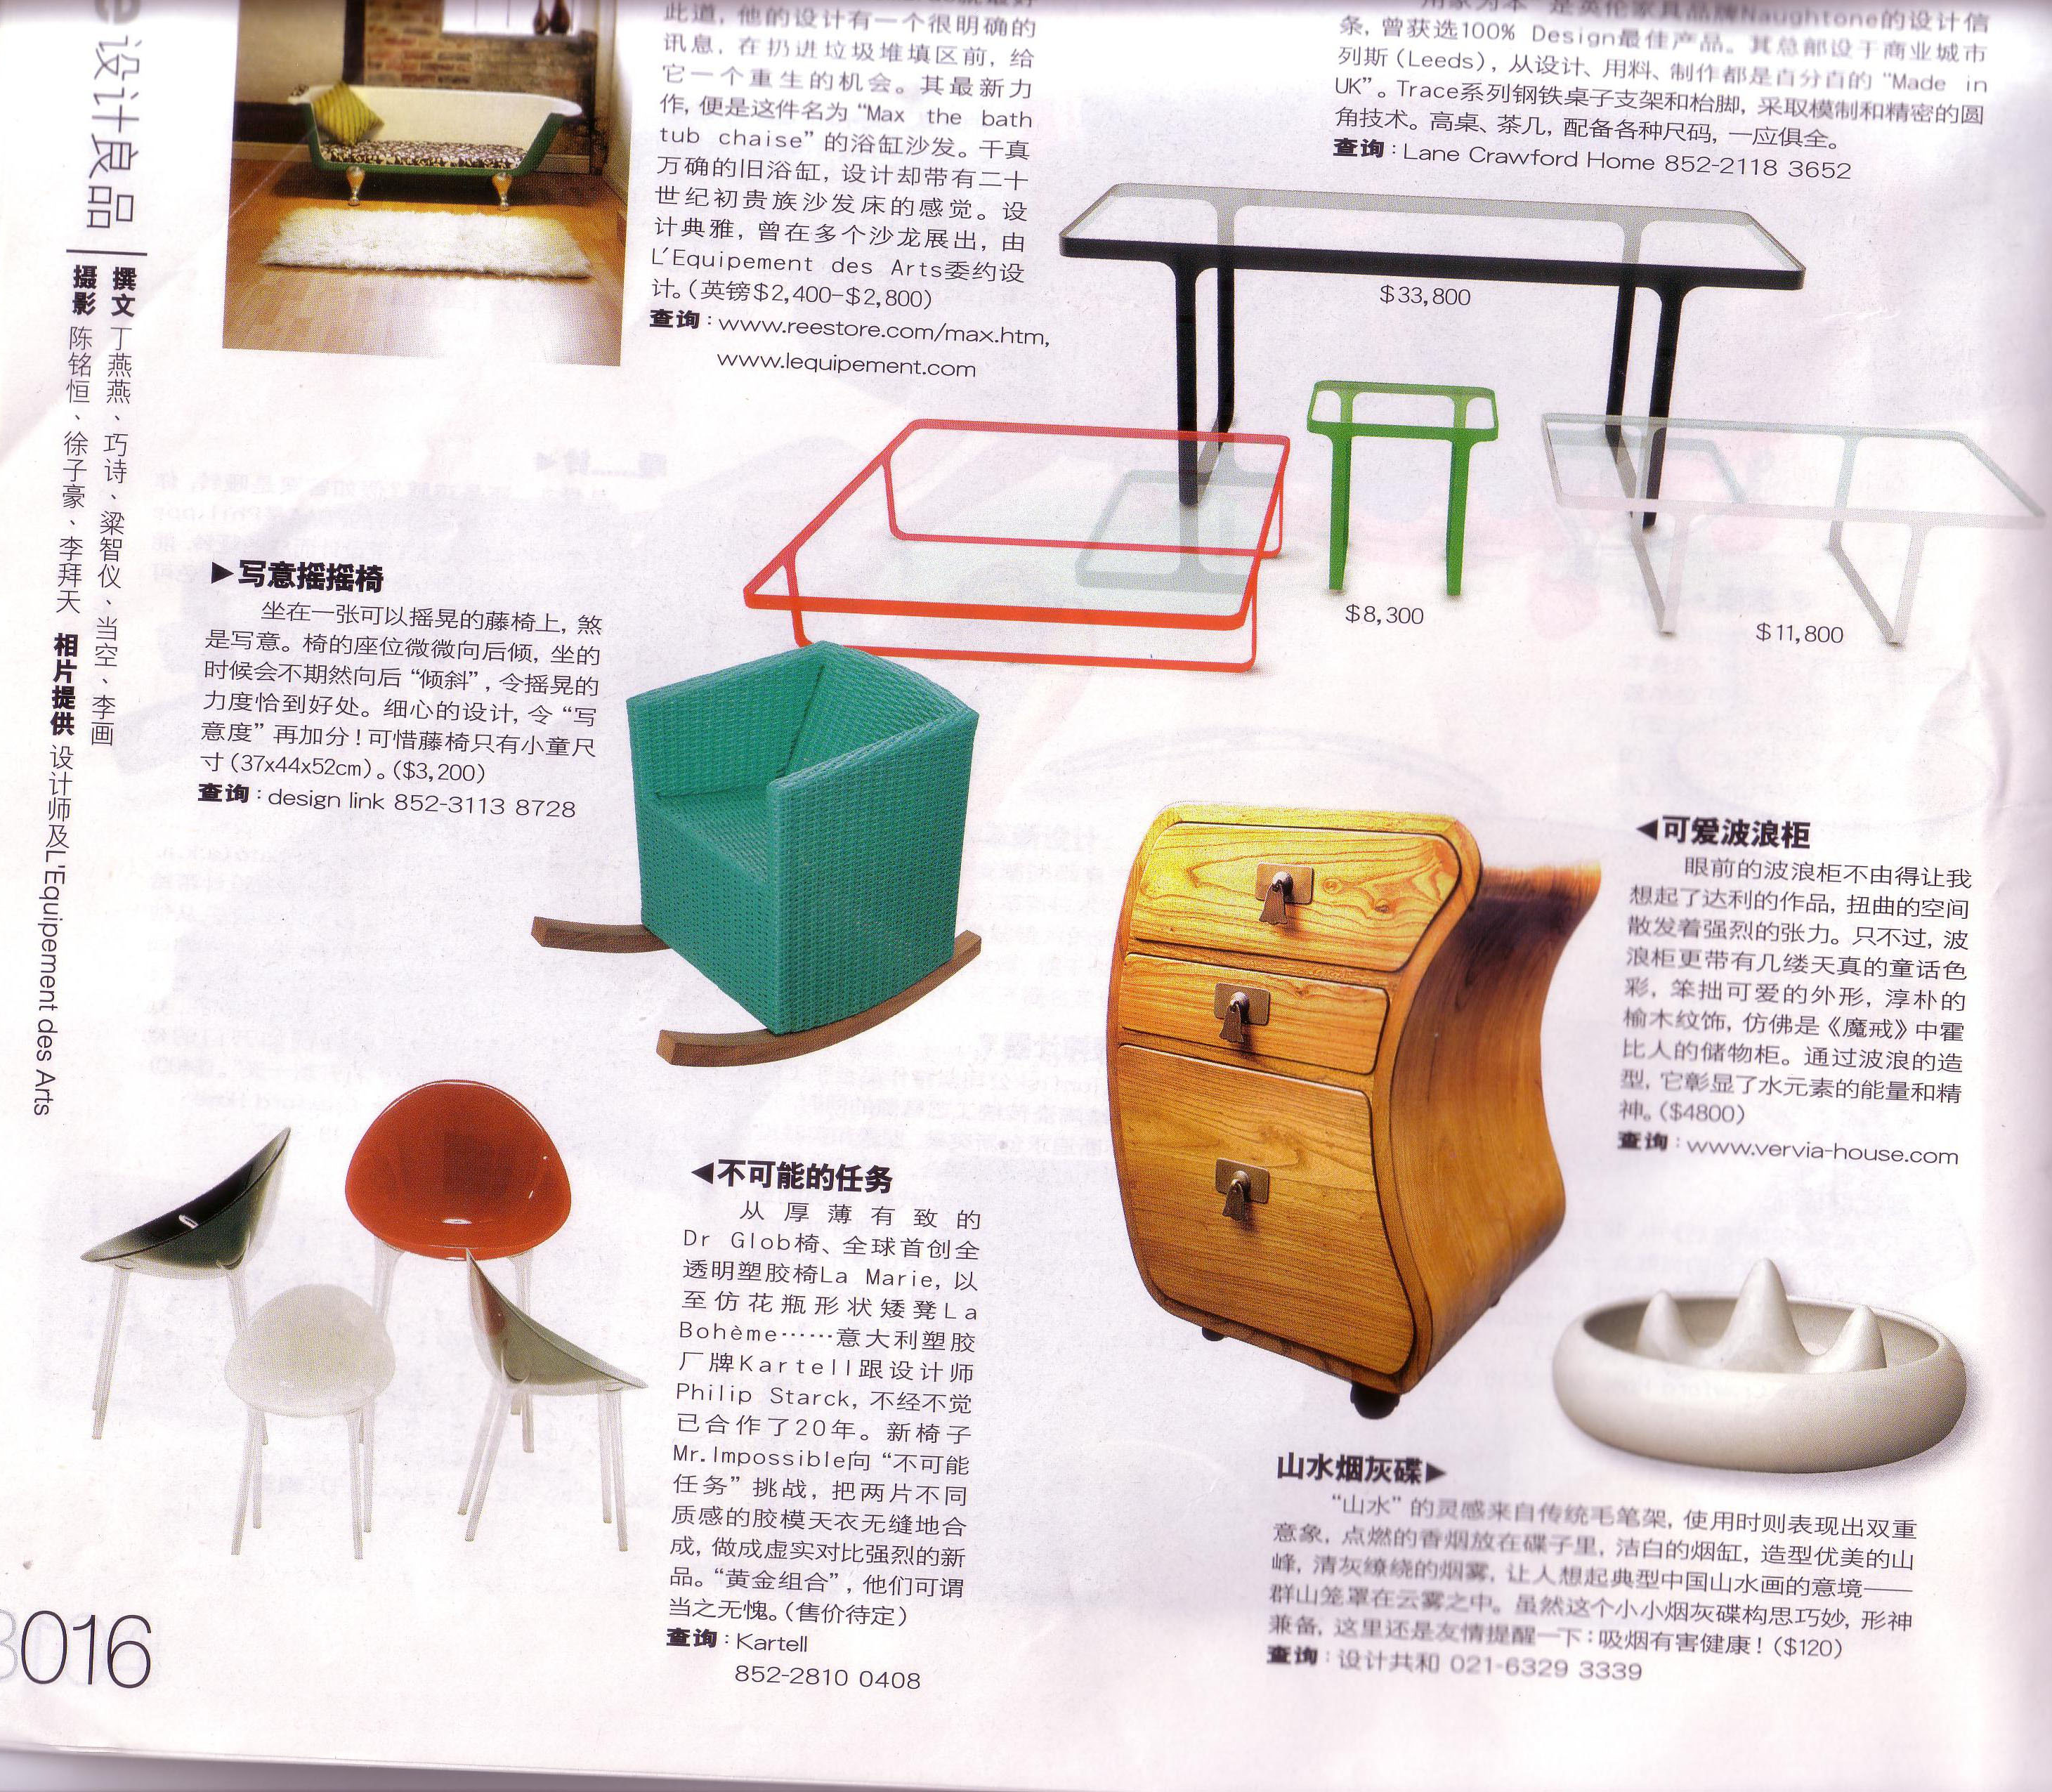 e 设计良品
撰文 丁燕燕、巧诗、梁智仪、当空、李画
摄影 陈铭恒、徐子豪、李拜天 相片提供 设计师及L'Equipement des Arts
此道，他的设计有一个很明确的
讯息，在扔进垃圾堆填区前，给
它一个重生的机会。其最新力
作，便是这件名为“Max the bath
tub chaise”的浴缸沙发。千真
万确的旧浴缸，设计却带有二十
世纪初贵族沙发床的感觉。设
计典雅，曾在多个沙龙展出，由
L'Equipement des Arts委约设
计。（英镑$2,400-$2,800）
查询：www.reestore.com/max.htm,
www.lequipement.com
用家为本”是英伦家具品牌Naughtone的设计信
条，曾获选100% Design最佳产品。其总部设于商业城市
列斯（Leeds），从设计、用料、制作都是百分百的“Made in
UK”。Trace系列钢铁桌子支架和枱脚，采取模制和精密的圆
角技术。高桌、茶几，配备各种尺码，一应俱全。
查询：Lane Crawford Home 852-2118 3652
$33,800
$8,300
$11,800
▶写意摇摇椅
坐在一张可以摇晃的藤椅上，煞
是写意。椅的座位微微向后倾，坐的
时候会不期然向后“倾斜”，令摇晃的
力度恰到好处。细心的设计，令“写
意度”再加分！可惜藤椅只有小童尺
寸（37x44x52cm）。（$3,200）
查询：design link 852-3113 8728
◀可爱波浪柜
眼前的波浪柜不由得让我
想起了达利的作品，扭曲的空间
散发着强烈的张力。只不过，波
浪柜更带有几缕天真的童话色
彩，笨拙可爱的外形，淳朴的
榆木纹饰，仿佛是《魔戒》中霍
比人的储物柜。通过波浪的造
型，它彰显了水元素的能量和精
神。（$4800）
查询：www.vervia-house.com
◀不可能的任务
从厚薄有致的
Dr Glob椅、全球首创全
透明塑胶椅La Marie，以
至仿花瓶形状矮凳La
Bohème……意大利塑胶
厂牌Kartell跟设计师
Philip Starck，不经不觉
已合作了20年。新椅子
Mr.Impossible向“不可能
任务”挑战，把两片不同
质感的胶模天衣无缝地合
成，做成虚实对比强烈的新
品。“黄金组合”，他们可谓
当之无愧。（售价待定）
查询：Kartell
852-2810 0408
山水烟灰碟▶
“山水”的灵感来自传统毛笔架，使用时则表现出双重
意象，点燃的香烟放在碟子里，洁白的烟缸，造型优美的山
峰，清灰缭绕的烟雾，让人想起典型中国山水画的意境——
群山笼罩在云雾之中。虽然这个小小烟灰碟构思巧妙，形神
兼备，这里还是友情提醒一下：吸烟有害健康！（$120）
查询：设计共和 021-6329 3339
016